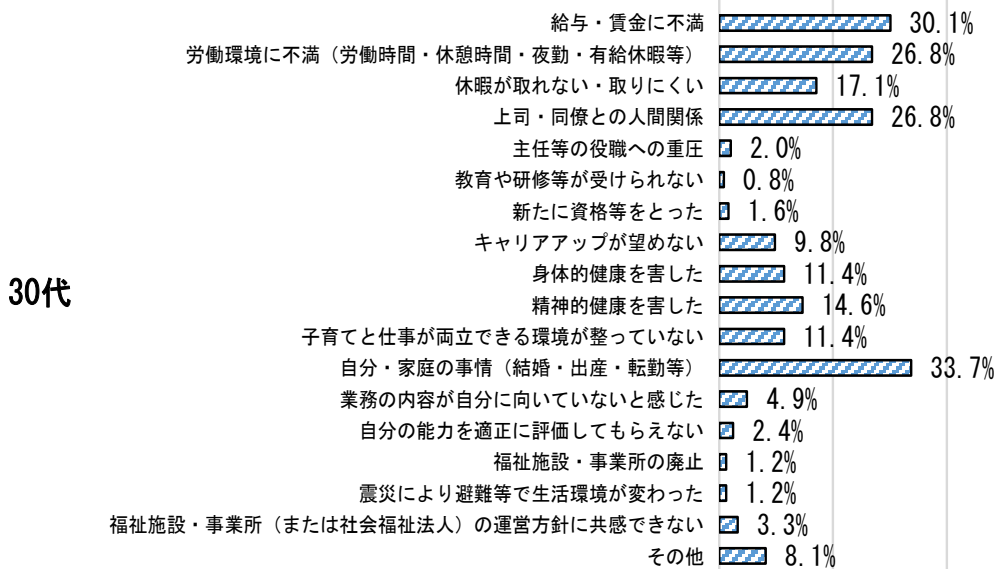 30代
給与・賃金に不満 30.1%
労働環境に不満（労働時間・休憩時間・夜勤・有給休暇等） 26.8%
休暇が取れない・取りにくい 17.1%
上司・同僚との人間関係 26.8%
主任等の役職への重圧 2.0%
教育や研修等が受けられない 0.8%
新たに資格等をとった 1.6%
キャリアアップが望めない 9.8%
身体的健康を害した 11.4%
精神的健康を害した 14.6%
子育てと仕事が両立できる環境が整っていない 11.4%
自分・家庭の事情（結婚・出産・転勤等） 33.7%
業務の内容が自分に向いていないと感じた 4.9%
自分の能力を適正に評価してもらえない 2.4%
福祉施設・事業所の廃止 1.2%
震災により避難等で生活環境が変わった 1.2%
福祉施設・事業所（または社会福祉法人）の運営方針に共感できない 3.3%
その他 8.1%